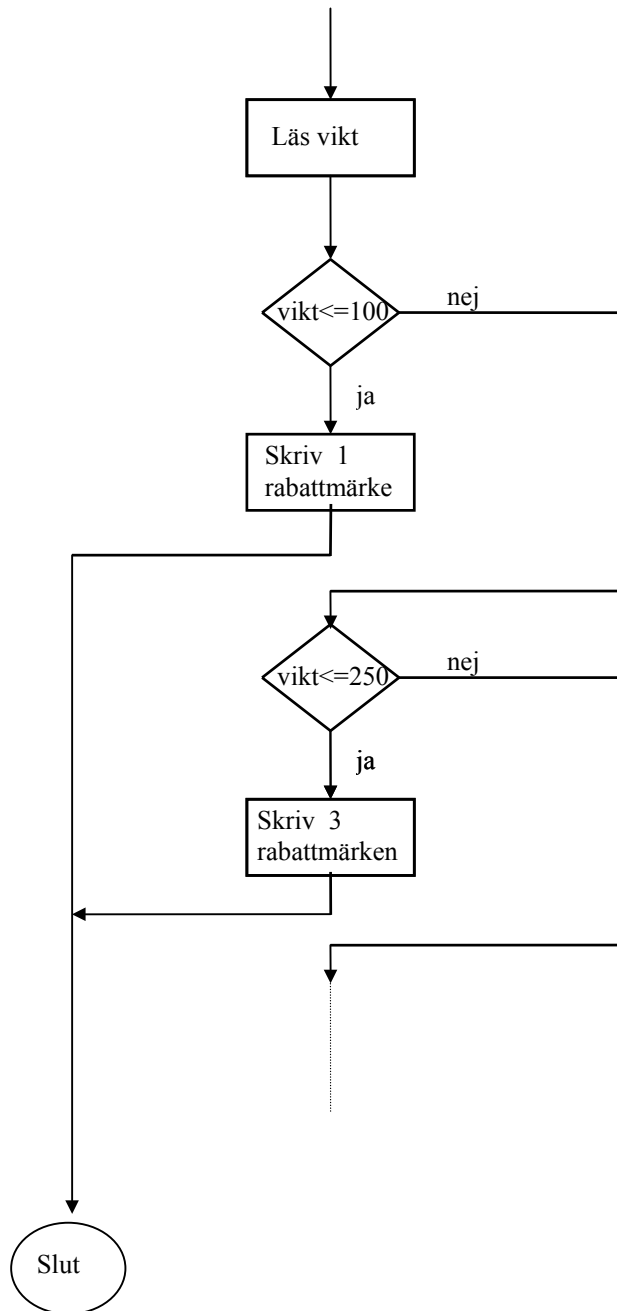 Läs vikt
vikt<=100
nej
ja
Skriv 1
rabattmärke
vikt<=250
nej
ja
Skriv 3
rabattmärken
Slut